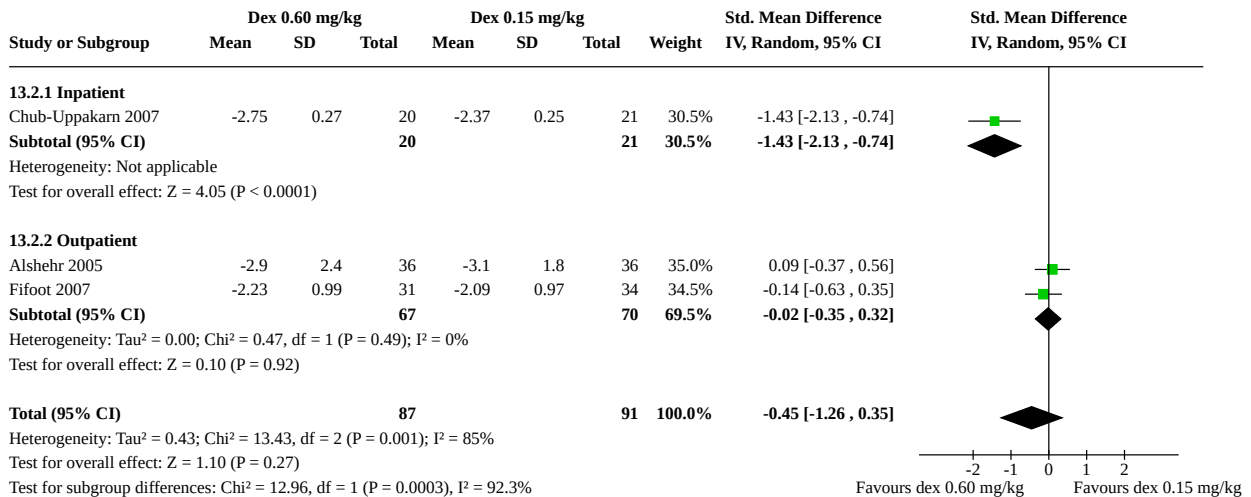 Dex 0.60 mg/kg Dex 0.15 mg/kg Std. Mean Difference Std. Mean Difference
Study or Subgroup Mean SD Total Mean SD Total Weight IV, Random, 95% CI IV, Random, 95% CI
13.2.1 Inpatient
Chub-Uppakarn 2007 -2.75 0.27 20 -2.37 0.25 21 30.5% -1.43 [-2.13 , -0.74]
Subtotal (95% CI) 20 21 30.5% -1.43 [-2.13 , -0.74]
Heterogeneity: Not applicable
Test for overall effect: Z = 4.05 (P < 0.0001)
13.2.2 Outpatient
Alshehr 2005 -2.9 2.4 36 -3.1 1.8 36 35.0% 0.09 [-0.37 , 0.56]
Fifoot 2007 -2.23 0.99 31 -2.09 0.97 34 34.5% -0.14 [-0.63 , 0.35]
Subtotal (95% CI) 67 70 69.5% -0.02 [-0.35 , 0.32]
Heterogeneity: Tau² = 0.00; Chi² = 0.47, df = 1 (P = 0.49); I² = 0%
Test for overall effect: Z = 0.10 (P = 0.92)
Total (95% CI) 87 91 100.0% -0.45 [-1.26 , 0.35]
Heterogeneity: Tau² = 0.43; Chi² = 13.43, df = 2 (P = 0.001); I² = 85%
Test for overall effect: Z = 1.10 (P = 0.27)
-2 -1 0 1 2
Test for subgroup differences: Chi² = 12.96, df = 1 (P = 0.0003), I² = 92.3% Favours dex 0.60 mg/kg Favours dex 0.15 mg/kg